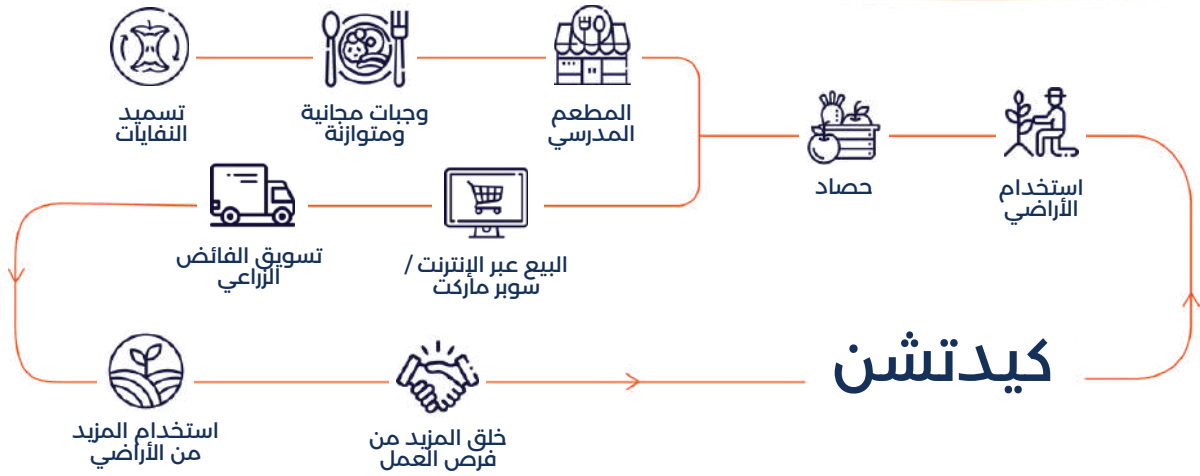 استخدام
الأراضي
حصاد
المطعم
المدرسي
وجبات مجانية
ومتوازنة
تسميد
النفايات
البيع عبر الإنترنت /
سوبر ماركت
تسويق الفائض
الزراعي
استخدام المزيد
من الأراضي
خلق المزيد من
فرص العمل
كيدتشن